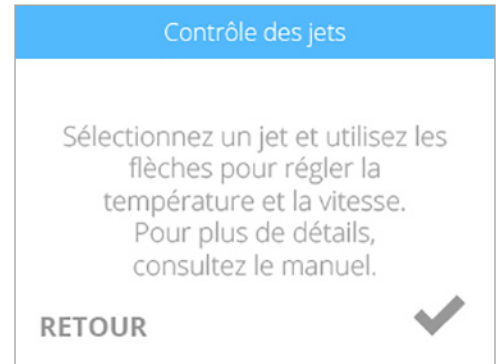 Contrôle des jets
Sélectionnez un jet et utilisez les
flèches pour régler la
température et la vitesse.
Pour plus de détails,
consultez le manuel.
RETOUR